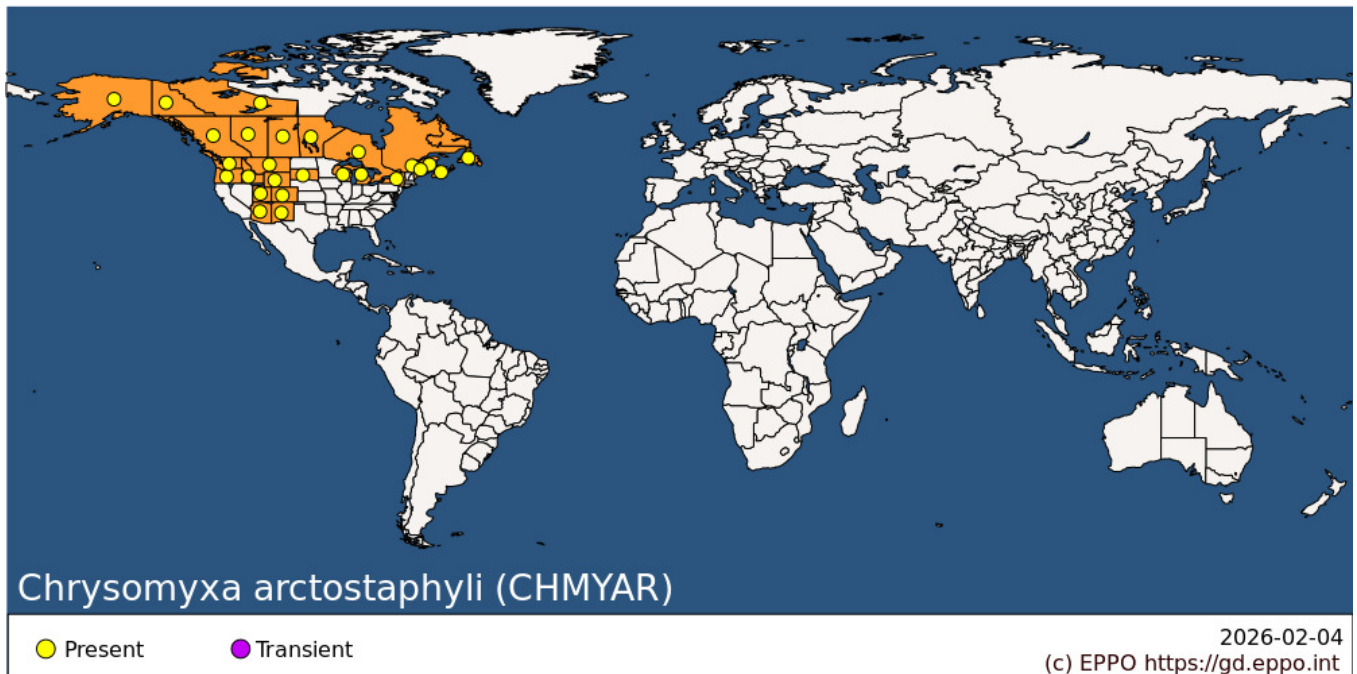 Chrysomyxa arctostaphyli (CHMYAR)
Present
Transient
2026-02-04
(c) EPPO https://gd.eppo.int